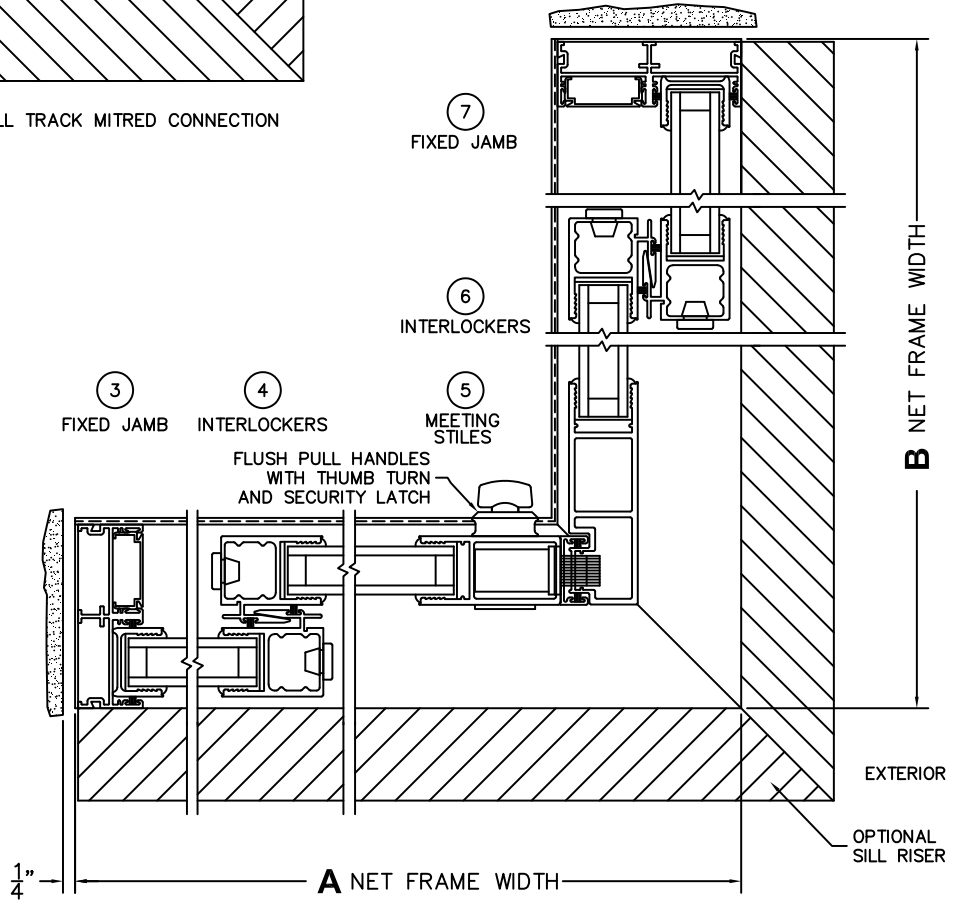 TRACK MITRED CONNECTION
7
FIXED JAMB
6
INTERLOCKERS
3
FIXED JAMB
4
INTERLOCKERS
5
MEETING
STILES
FLUSH PULL HANDLES
WITH THUMB TURN
AND SECURITY LATCH
B NET FRAME WIDTH
EXTERIOR
OPTIONAL
SILL RISER
1/4"
A NET FRAME WIDTH